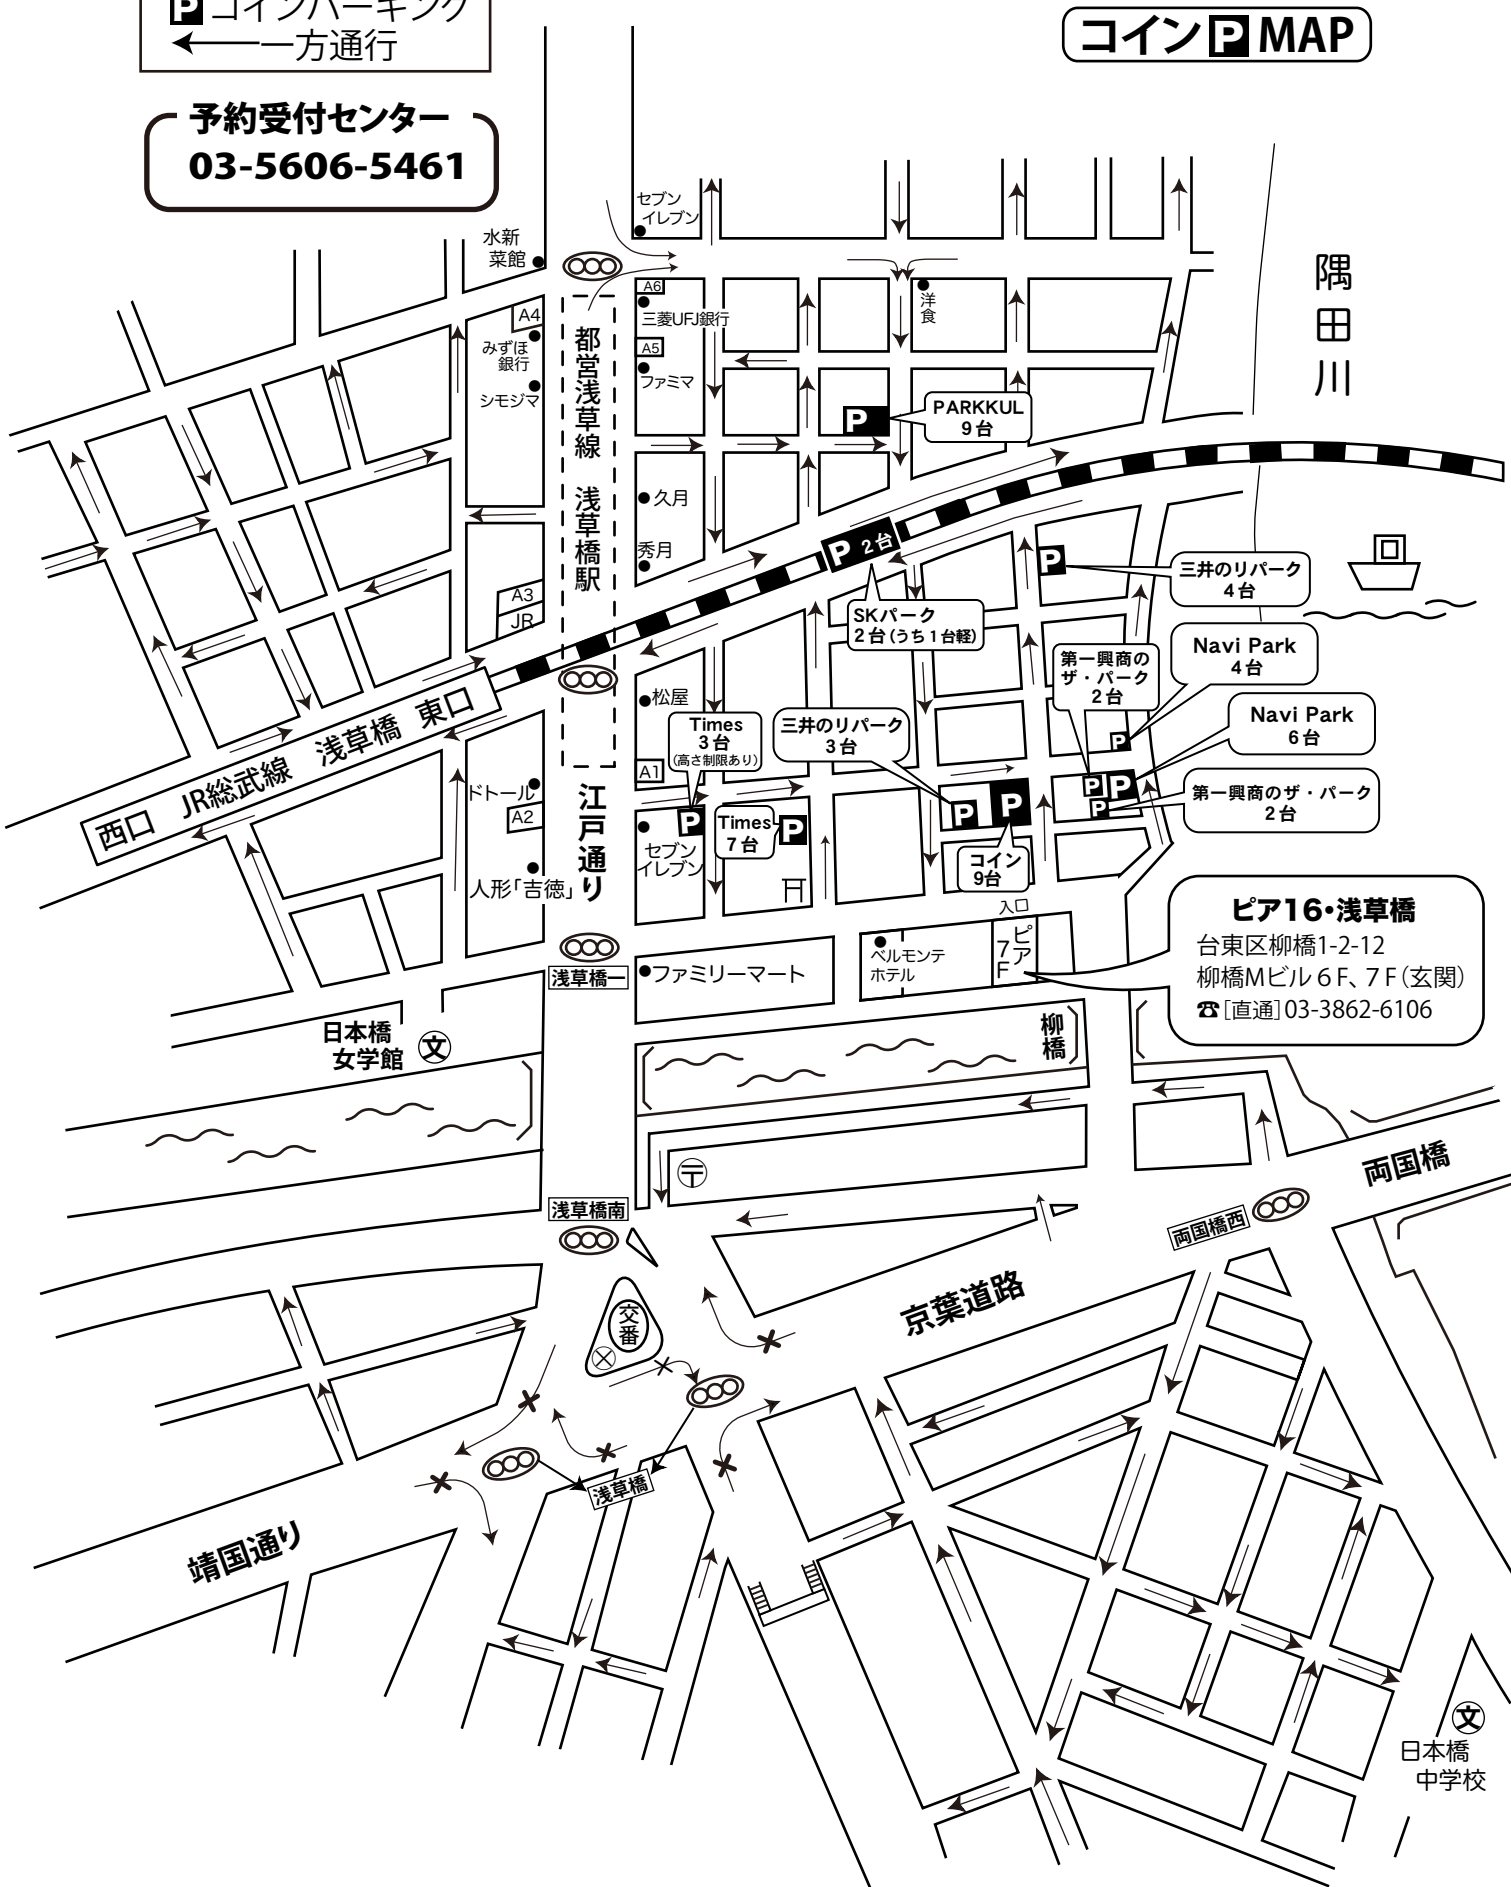 P コインパーキング
一方通行
コイン P MAP
予約受付センター
03-5606-5461
セブン
イレブン
水新
菜館
A6
三菱UFJ銀行
A5
ファミマ
A4
みずほ
銀行
シモジマ
都営浅草線 浅草橋駅
洋食
隅田川
P
PARKKUL
9台
久月
秀月
P 2台
SKパーク
2台(うち1台軽)
P
三井のリパーク
4台
A3
JR
Navi Park
4台
第一興商の
ザ・パーク
2台
P
Navi Park
6台
P
P
P
第一興商のザ・パーク
2台
松屋
Times
3台
(高さ制限あり)
P
三井のリパーク
3台
P
P
コイン
9台
A1
Times
7台
P
セブン
イレブン
西口 JR総武線 浅草橋 東口
ドトール
A2
人形「吉徳」
江戸通り
入口
ピア
7F
ピア16・浅草橋
台東区柳橋1-2-12
柳橋Mビル6F、7F(玄関)
☎[直通]03-3862-6106
ベルモンテ
ホテル
浅草橋一
ファミリーマート
日本橋
女学館
文
柳橋
〒
浅草橋南
両国橋
両国橋西
京葉道路
交番
浅草橋
靖国通り
文
日本橋
中学校